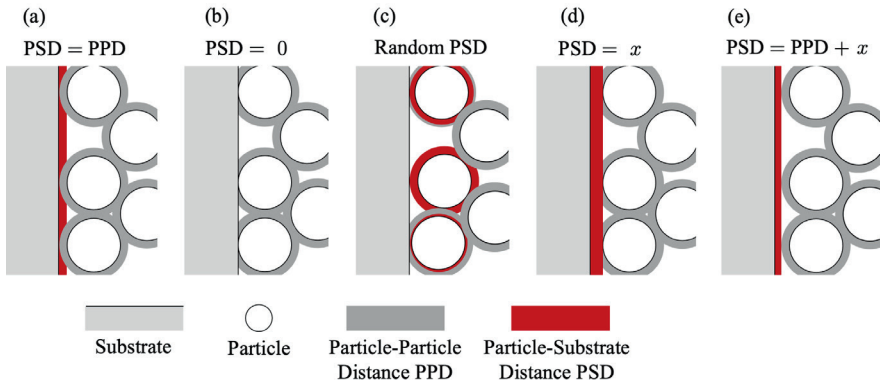 (a)
PSD = PPD
(b)
PSD = 0
(c)
Random PSD
(d)
PSD = x
(e)
PSD = PPD + x
Substrate
Particle
Particle-Particle
Distance PPD
Particle-Substrate
Distance PSD